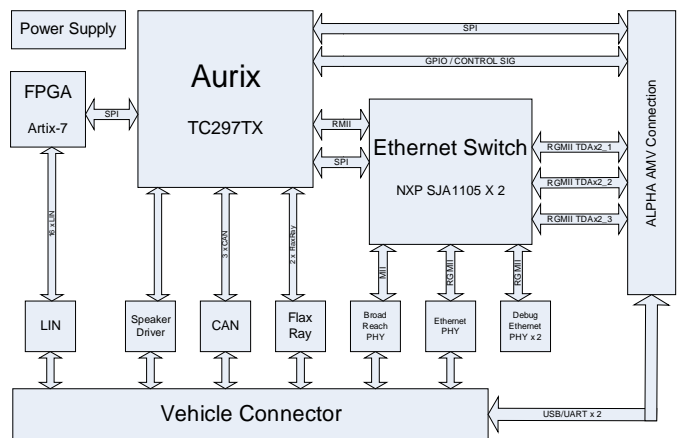 Power Supply
FPGA
Artix-7
SPI
Aurix
TC297TX
SPI
GPIO / CONTROL SIG
RMII
SPI
Ethernet Switch
NXP SJA1105 X 2
RGMII TDAx2_1
RGMII TDAx2_2
RGMII TDAx2_3
ALPHA AMV Connection
16 x LIN
3 x CAN
2 x FlaxRay
MII
RGMII
RGMII
LIN
Speaker
Driver
CAN
Flax
Ray
Broad
Reach
PHY
Ethernet
PHY
Debug
Ethernet
PHY x 2
Vehicle Connector
USB/UART x 2